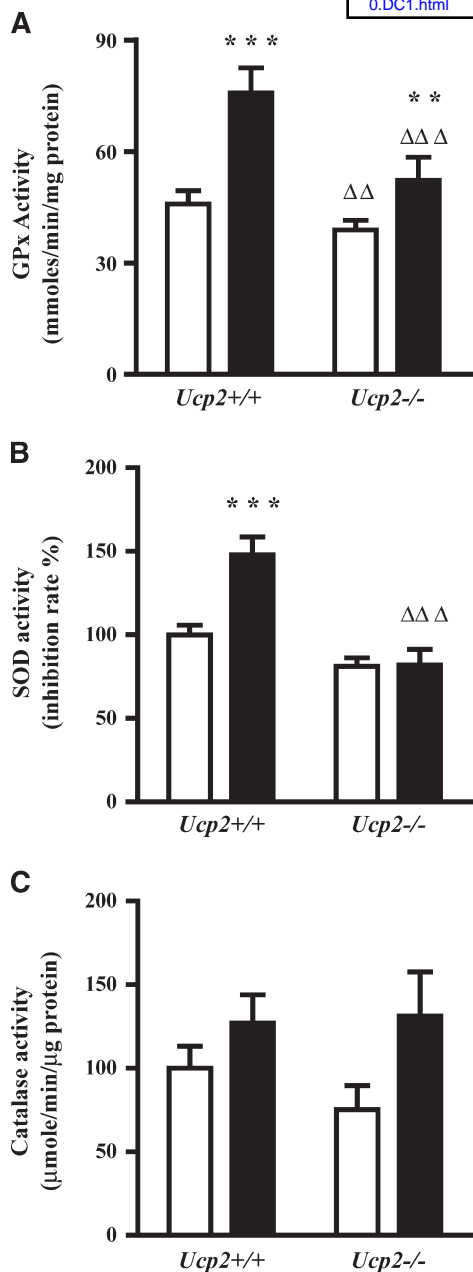 0.DC1.html
A
90
60
30
0
GPx Activity
(mmoles/min/mg protein)
* * *
* *
ΔΔ
ΔΔ Δ
Ucp2+/+
Ucp2-/-
B
200
150
100
50
0
SOD activity
(inhibition rate %)
* * *
ΔΔ Δ
Ucp2+/+
Ucp2-/-
C
200
150
100
50
0
Catalase activity
(µmole/min/µg protein)
Ucp2+/+
Ucp2-/-